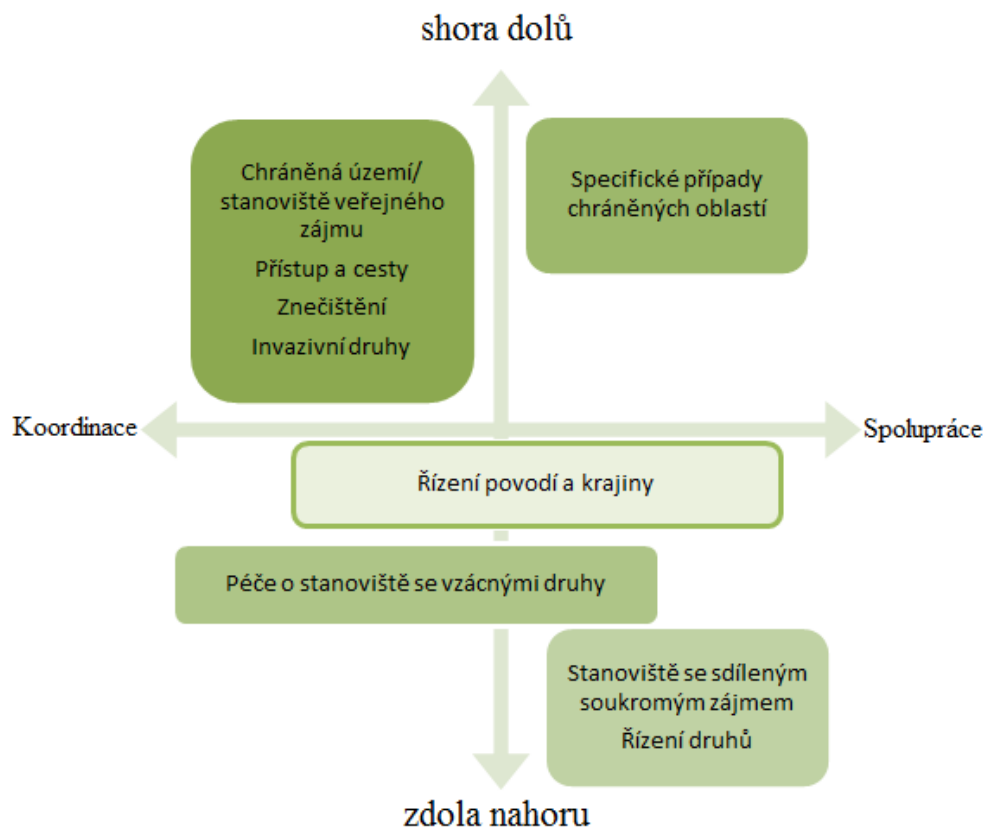 shora dolů
Chráněná území/
stanoviště veřejného
zájmu
Přístup a cesty
Znečištění
Invazivní druhy
Specifické případy
chráněných oblastí
Koordinace
Spolupráce
Řízení povodí a krajiny
Péče o stanoviště se vzácnými druhy
Stanoviště se sdíleným
soukromým zájmem
Řízení druhů
zdola nahoru